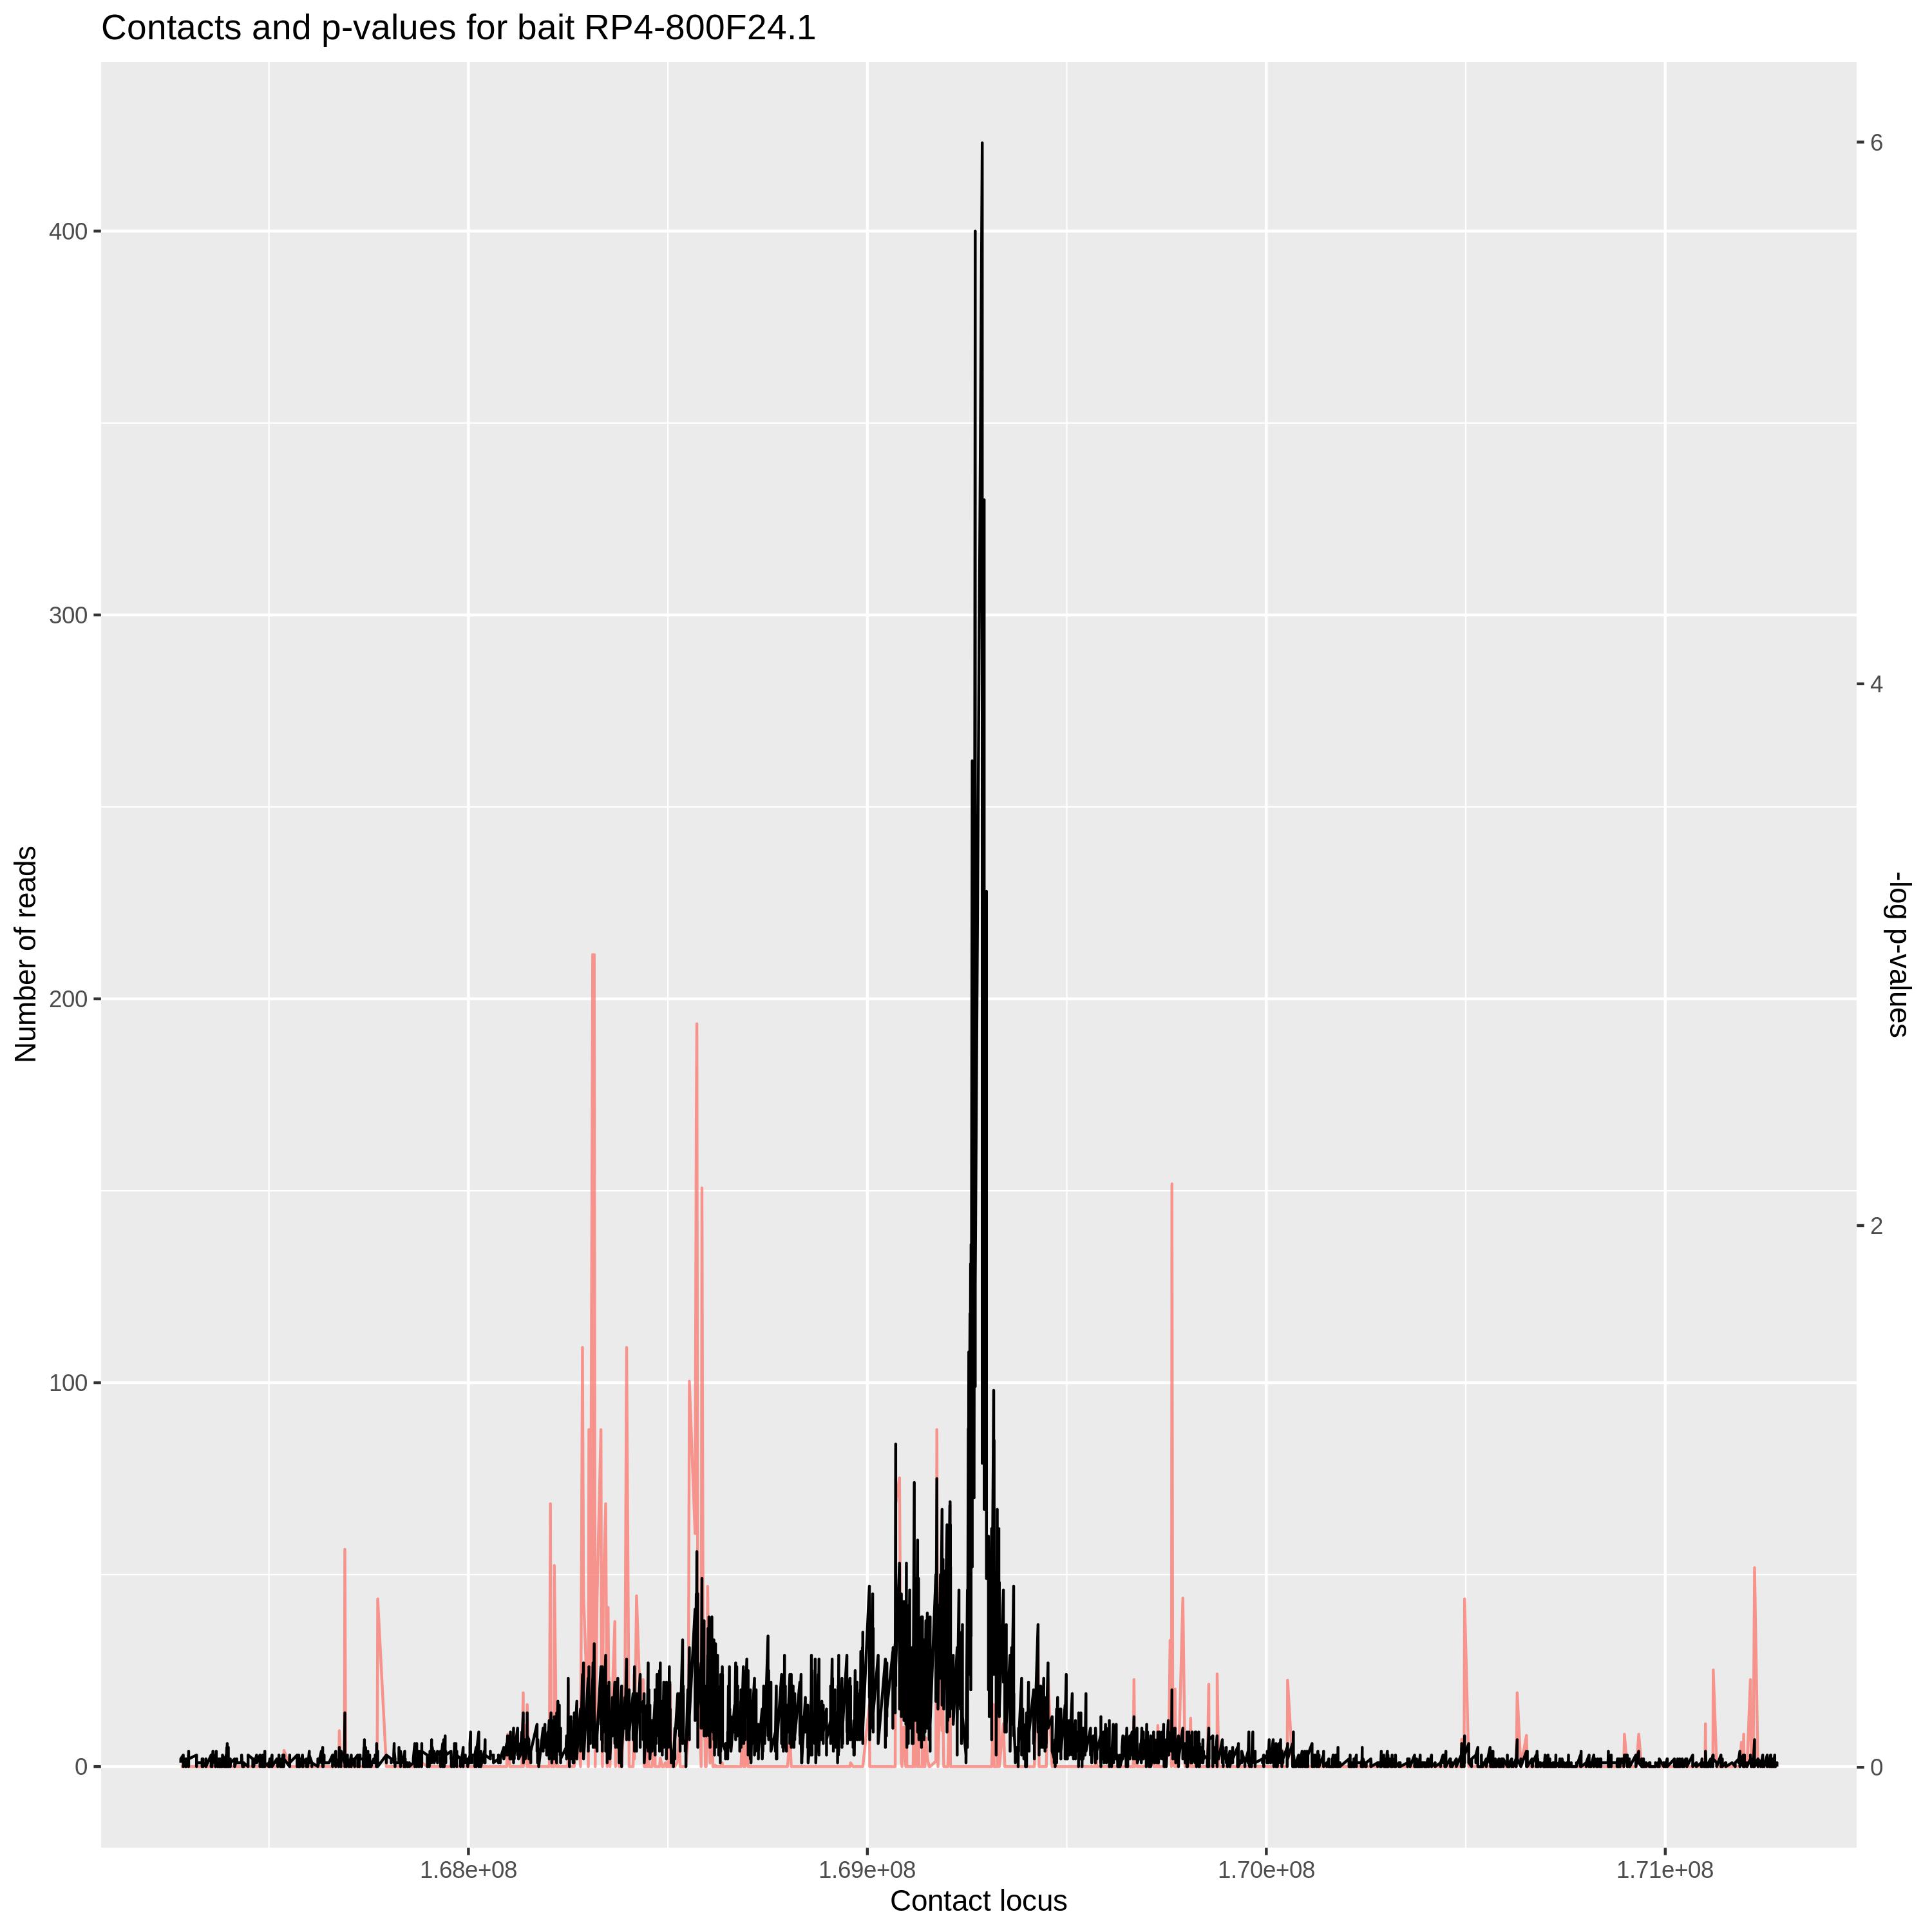 Contacts and p-values for bait RP4-800F24.1
400
300
200
100
0
6
4
2
0
Number of reads
-log p-values
1.68e+08
1.69e+08
1.70e+08
1.71e+08
Contact locus